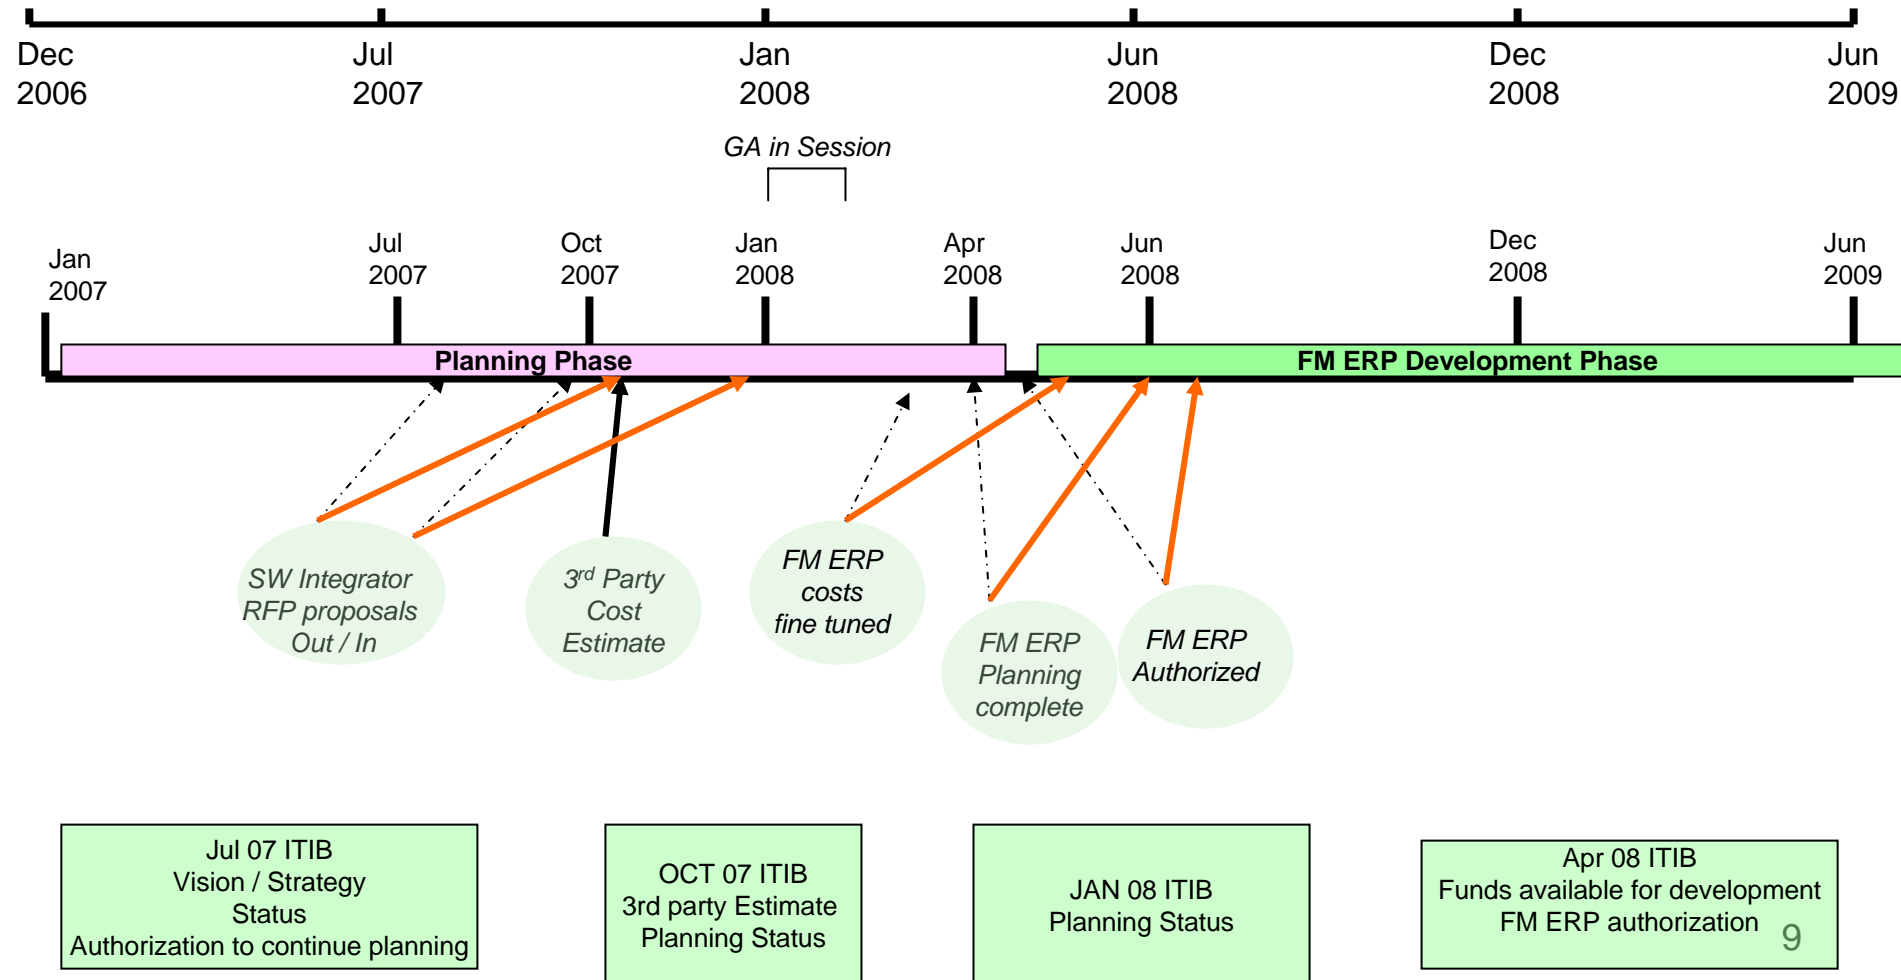 Dec
2006
Jul
2007
Jan
2008
Jun
2008
Dec
2008
Jun
2009
GA in Session
Jan
2007
Jul
2007
Oct
2007
Jan
2008
Apr
2008
Jun
2008
Dec
2008
Jun
2009
Planning Phase
FM ERP Development Phase
SW Integrator
RFP proposals
Out / In
3rd Party
Cost
Estimate
FM ERP
costs
fine tuned
FM ERP
Planning
complete
FM ERP
Authorized
Jul 07 ITIB
Vision / Strategy
Status
Authorization to continue planning
OCT 07 ITIB
3rd party Estimate
Planning Status
JAN 08 ITIB
Planning Status
Apr 08 ITIB
Funds available for development
FM ERP authorization
9